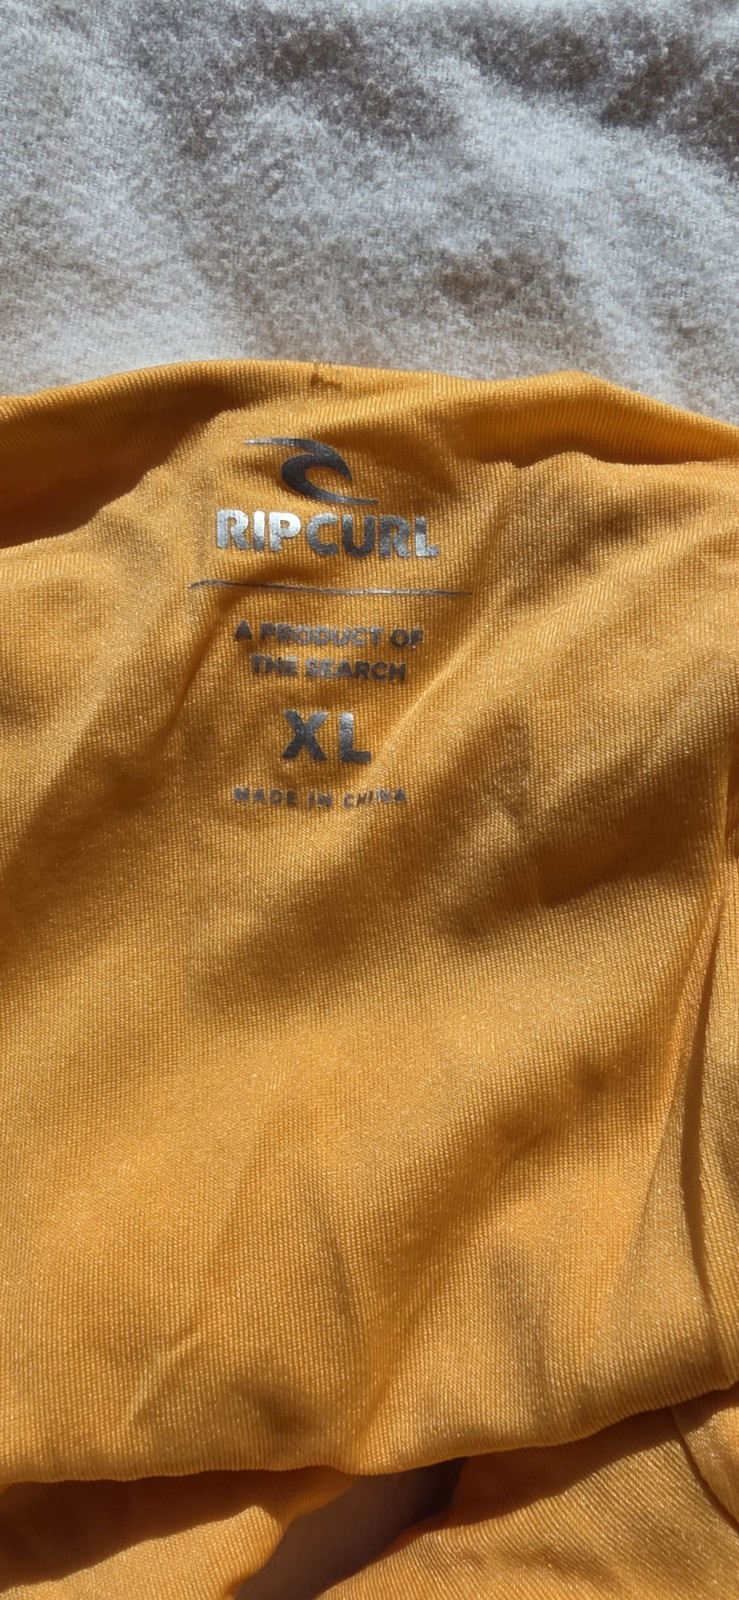 RIP CURL
A PRODUCT OF
THE SEARCH
XL
MADE IN CHINA